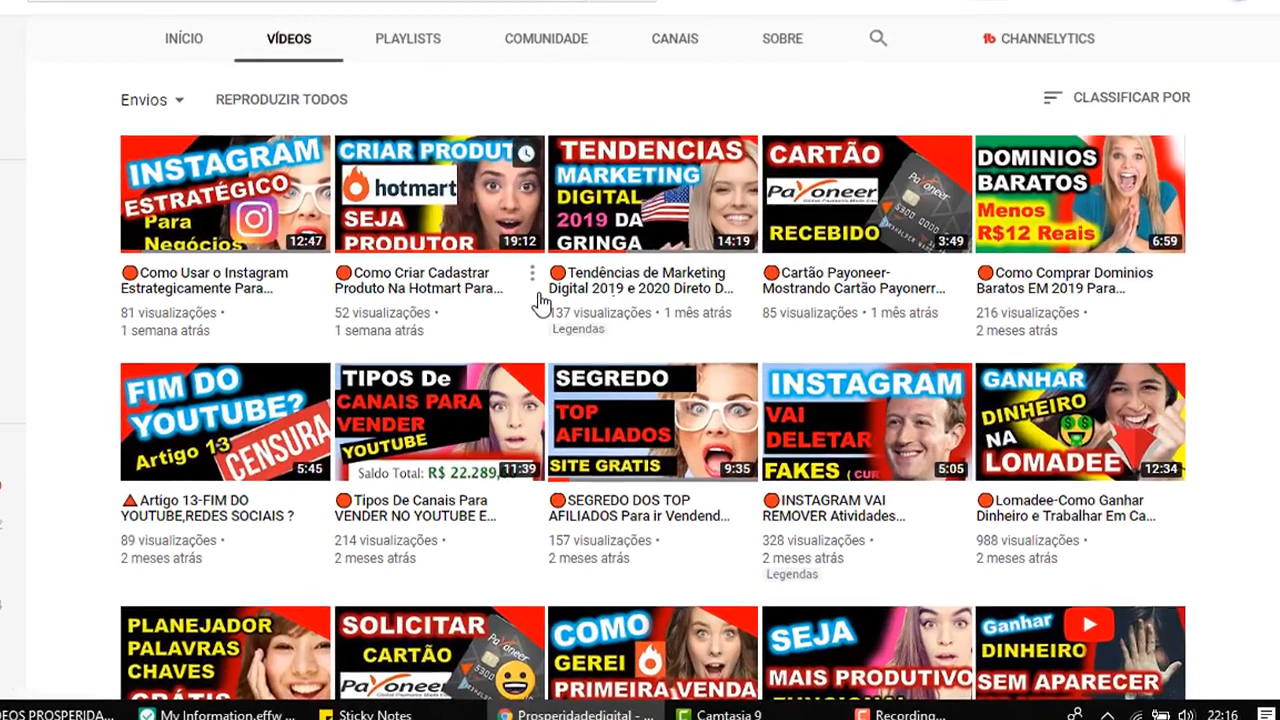 INÍCIO VÍDEOS PLAYLISTS COMUNIDADE CANAIS SOBRE CHANNELYTICS
Envios REPRODUZIR TODOS CLASSIFICAR POR
INSTAGRAM
ESTRATÉGICO
Para
Negócios
12:47
CRIAR PRODUT
hotmart
SEJA
PRODUTOR
19:12
TENDENCIAS
MARKETING
DIGITAL
2019 DA
GRINGA
14:19
CARTÃO
Payoneer
RECEBIDO
Payoneer
3:49
DOMINIOS
BARATOS
Menos
R$12 Reais
6:59
Como Usar o Instagram
Estrategicamente Para...
81 visualizações •
1 semana atrás
Como Criar Cadastrar
Produto Na Hotmart Para...
52 visualizações •
1 semana atrás
Tendências de Marketing
Digital 2019 e 2020 Direto D...
137 visualizações • 1 mês atrás
Legendas
Cartão Payoneer-
Mostrando Cartão Payonerr...
85 visualizações • 1 mês atrás
Como Comprar Dominios
Baratos EM 2019 Para...
216 visualizações •
2 meses atrás
FIM DO
YOUTUBE?
Artigo 13
CENSURA
5:45
TIPOS De
CANAIS PARA
VENDER
YOUTUBE
Saldo Total: R$ 22.289,
11:39
SEGREDO
TOP
AFILIADOS
SITE GRATIS
9:35
INSTAGRAM
VAI
DELETAR
FAKES ( CUR
5:05
GANHAR
DINHEIRO
NA
LOMADEE
12:34
Artigo 13-FIM DO
YOUTUBE,REDES SOCIAIS ?
89 visualizações •
2 meses atrás
Tipos De Canais Para
VENDER NO YOUTUBE E...
214 visualizações •
2 meses atrás
SEGREDO DOS TOP
AFILIADOS Para ir Vendend...
157 visualizações •
2 meses atrás
INSTAGRAM VAI
REMOVER Atividades...
328 visualizações •
2 meses atrás
Legendas
Lomadee-Como Ganhar
Dinheiro e Trabalhar Em Ca...
988 visualizações •
2 meses atrás
PLANEJADOR
PALAVRAS
CHAVES
GRÁTIS
SOLICITAR
CARTÃO
Payoneer
Payoneer
COMO
GEREI
PRIMEIRA VENDA
SEJA
MAIS PRODUTIVO
Ganhar
DINHEIRO
SEM APARECER
DEOS PROSPERIDA... My Information.effw ... Sticky Notes Prosperidadedigital - ... Camtasia 9 Recording... 22:16